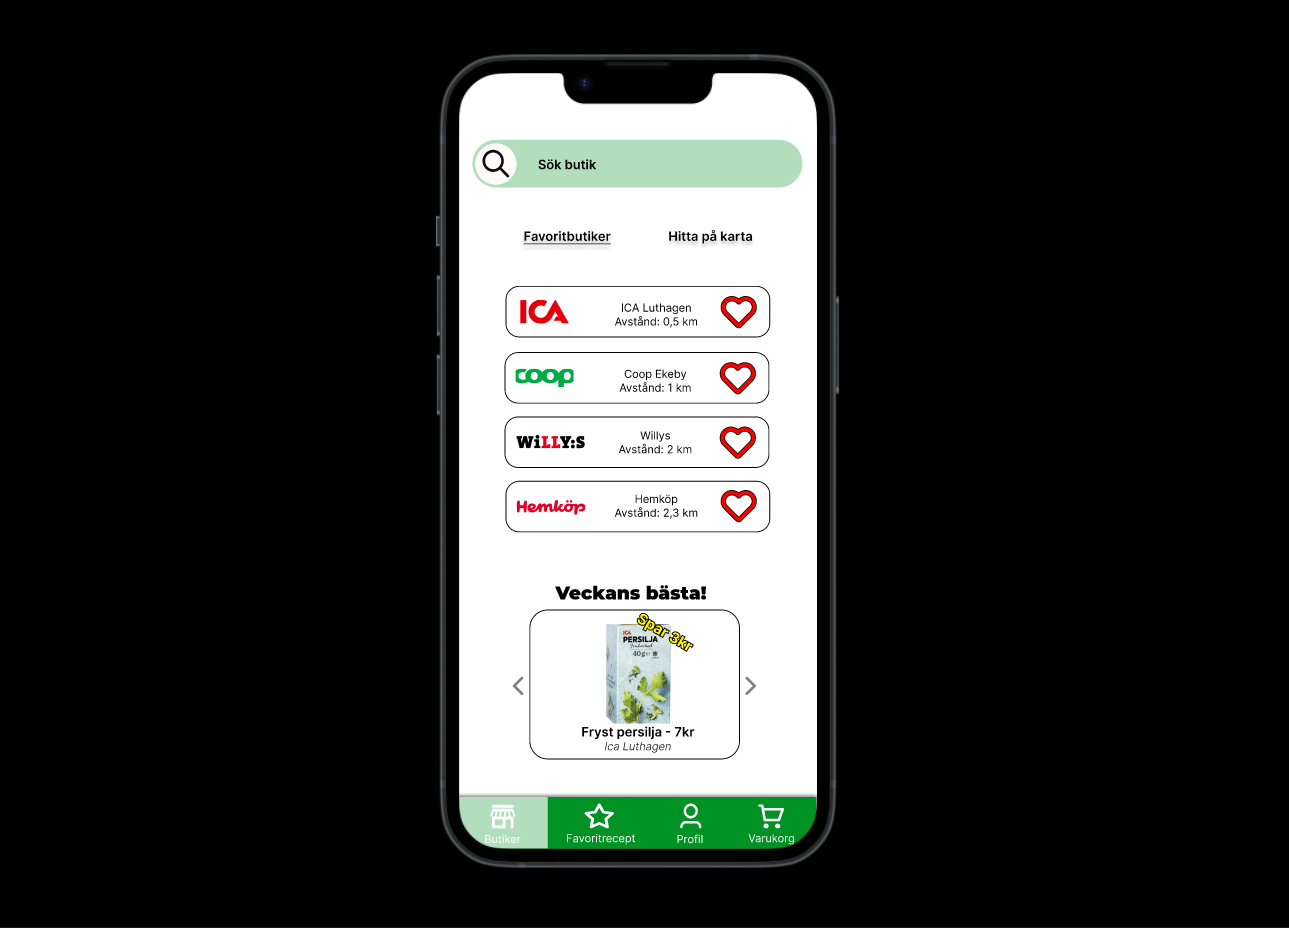 Sök butik
Favoritbutiker
Hitta på karta
ICA
ICA Luthagen
Avstånd: 0,5 km
coop
Coop Ekeby
Avstånd: 1 km
WiLLY:S
Willys
Avstånd: 2 km
Hemköp
Hemköp
Avstånd: 2,3 km
Veckans bästa!
Spar 3kr
ICA
PERSILJA
40g e
Fryst persilja - 7kr
Ica Luthagen
Butiker
Favoritrecept
Profil
Varukorg